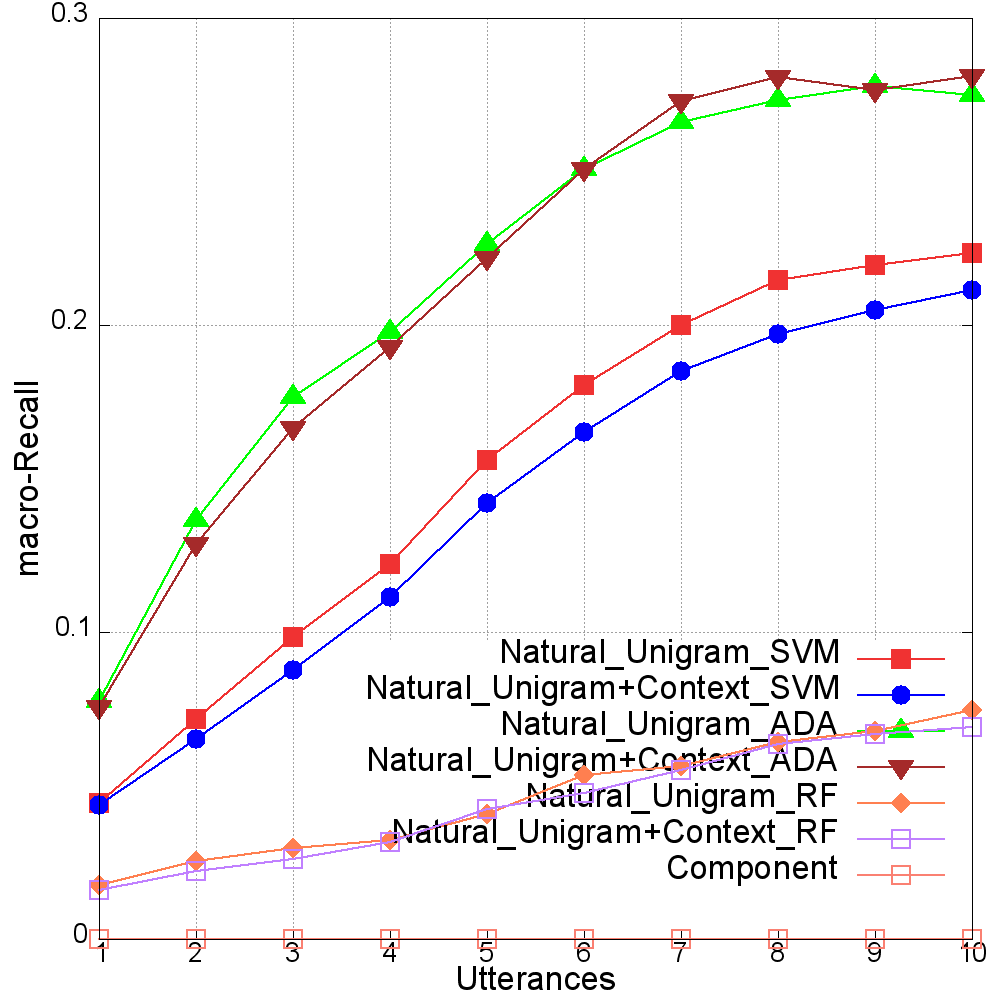 0.3
0.2
0.1
0
macro-Recall
Natural_Unigram_SVM
Natural_Unigram+Context_SVM
Natural_Unigram_ADA
Natural_Unigram+Context_ADA
Natural_Unigram_RF
Natural_Unigram+Context_RF
Component
1 2 3 4 5 6 7 8 9 10
Utterances